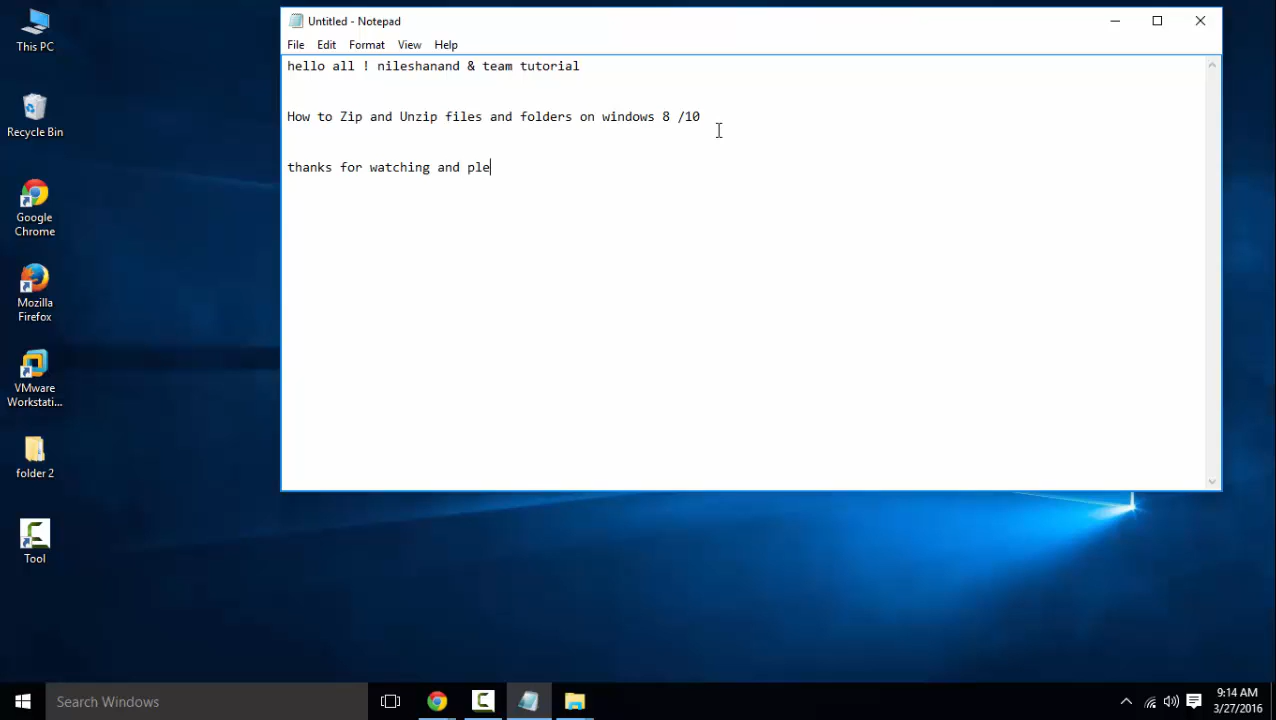 This PC
Recycle Bin
Google
Chrome
Mozilla
Firefox
VMware
Workstati...
folder 2
Tool
Untitled - Notepad
File Edit Format View Help
hello all ! nileshanand & team tutorial
How to Zip and Unzip files and folders on windows 8 /10
thanks for watching and ple
Search Windows
9:14 AM
3/27/2016